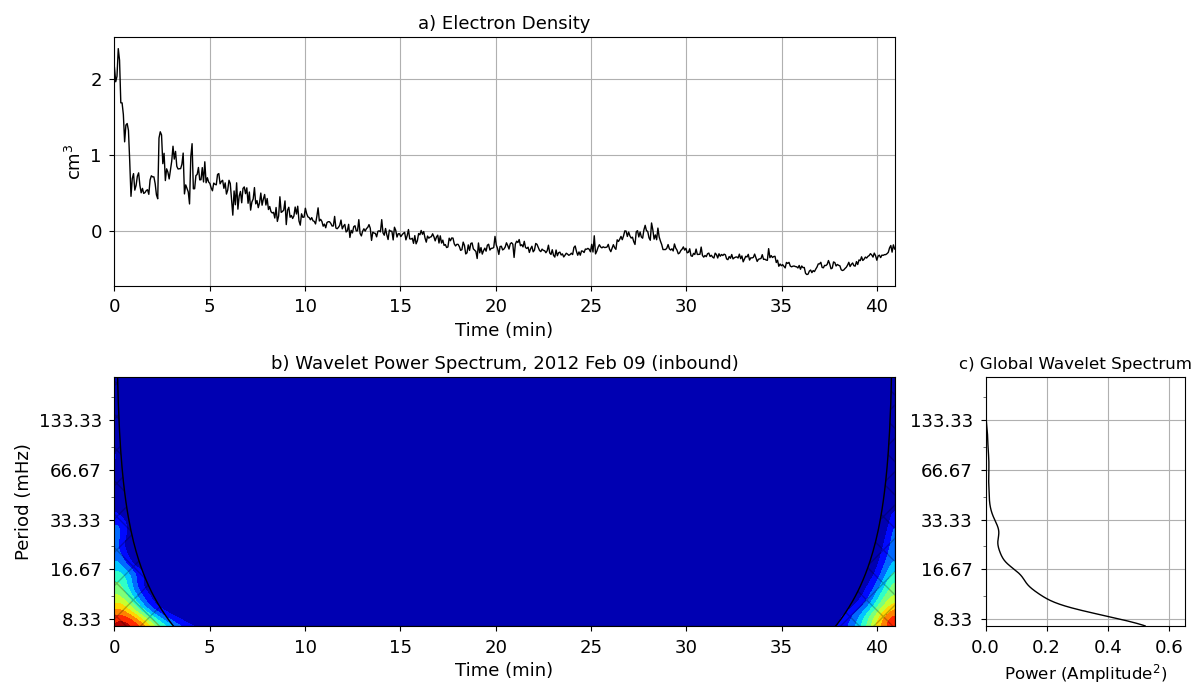 a) Electron Density
cm³
2
1
0
0 5 10 15 20 25 30 35 40
Time (min)
b) Wavelet Power Spectrum, 2012 Feb 09 (inbound)
Period (mHz)
133.33
66.67
33.33
16.67
8.33
0 5 10 15 20 25 30 35 40
Time (min)
c) Global Wavelet Spectrum
133.33
66.67
33.33
16.67
8.33
0.0 0.2 0.4 0.6
Power (Amplitude²)